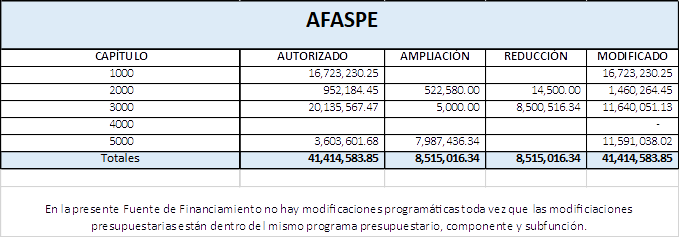 AFASPE
CAPÍTULO AUTORIZADO AMPLIACIÓN REDUCCIÓN MODIFICADO
1000 16,723,230.25 16,723,230.25
2000 952,184.45 522,580.00 14,500.00 1,460,264.45
3000 20,135,567.47 5,000.00 8,500,516.34 11,640,051.13
4000 -
5000 3,603,601.68 7,987,436.34 11,591,038.02
Totales 41,414,583.85 8,515,016.34 8,515,016.34 41,414,583.85
En la presente Fuente de Financiamiento no hay modificaciones programáticas toda vez que las modificiaciones
presupuestarias están dentro del mismo programa presupuestario, componente y subfunción.